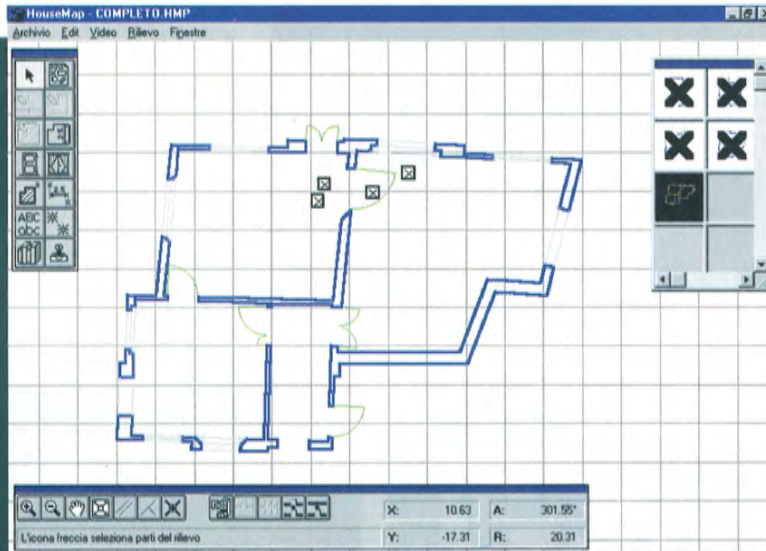 HouseMap - COMPLETO.HMP
Archivio Edit Video Rilievo Finestre
ABC
abc
X: 10.63 A: 301.55°
L'icona freccia seleziona parti del rilievo Y: -17.31 R: 20.31